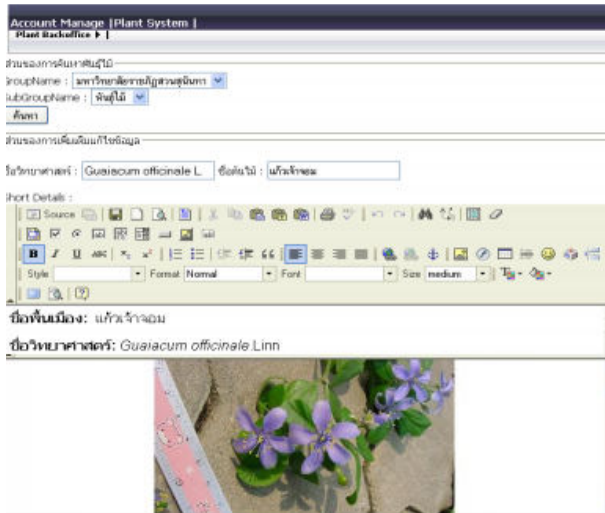 Account Manage |Plant System |
Plant Backoffice ▶ |
ส่วนของการค้นหาพันธุ์ไม้
GroupName : มหาวิทยาลัยราชภัฏสวนสุนันทา
SubGroupName : พันธุ์ไม้
ค้นหา
ส่วนของการเพิ่มเติมแก้ไขข้อมูล
ชื่อวิทยาศาสตร์ : Guaiacum officinale L. ชื่อต้นไม้ : แก้วเจ้าจอม
Short Details :
Source
B I U ABC
Style Format Normal Font Size medium
ชื่อพื้นเมือง: แก้วเจ้าจอม
ชื่อวิทยาศาสตร์: Guaiacum officinale.Linn